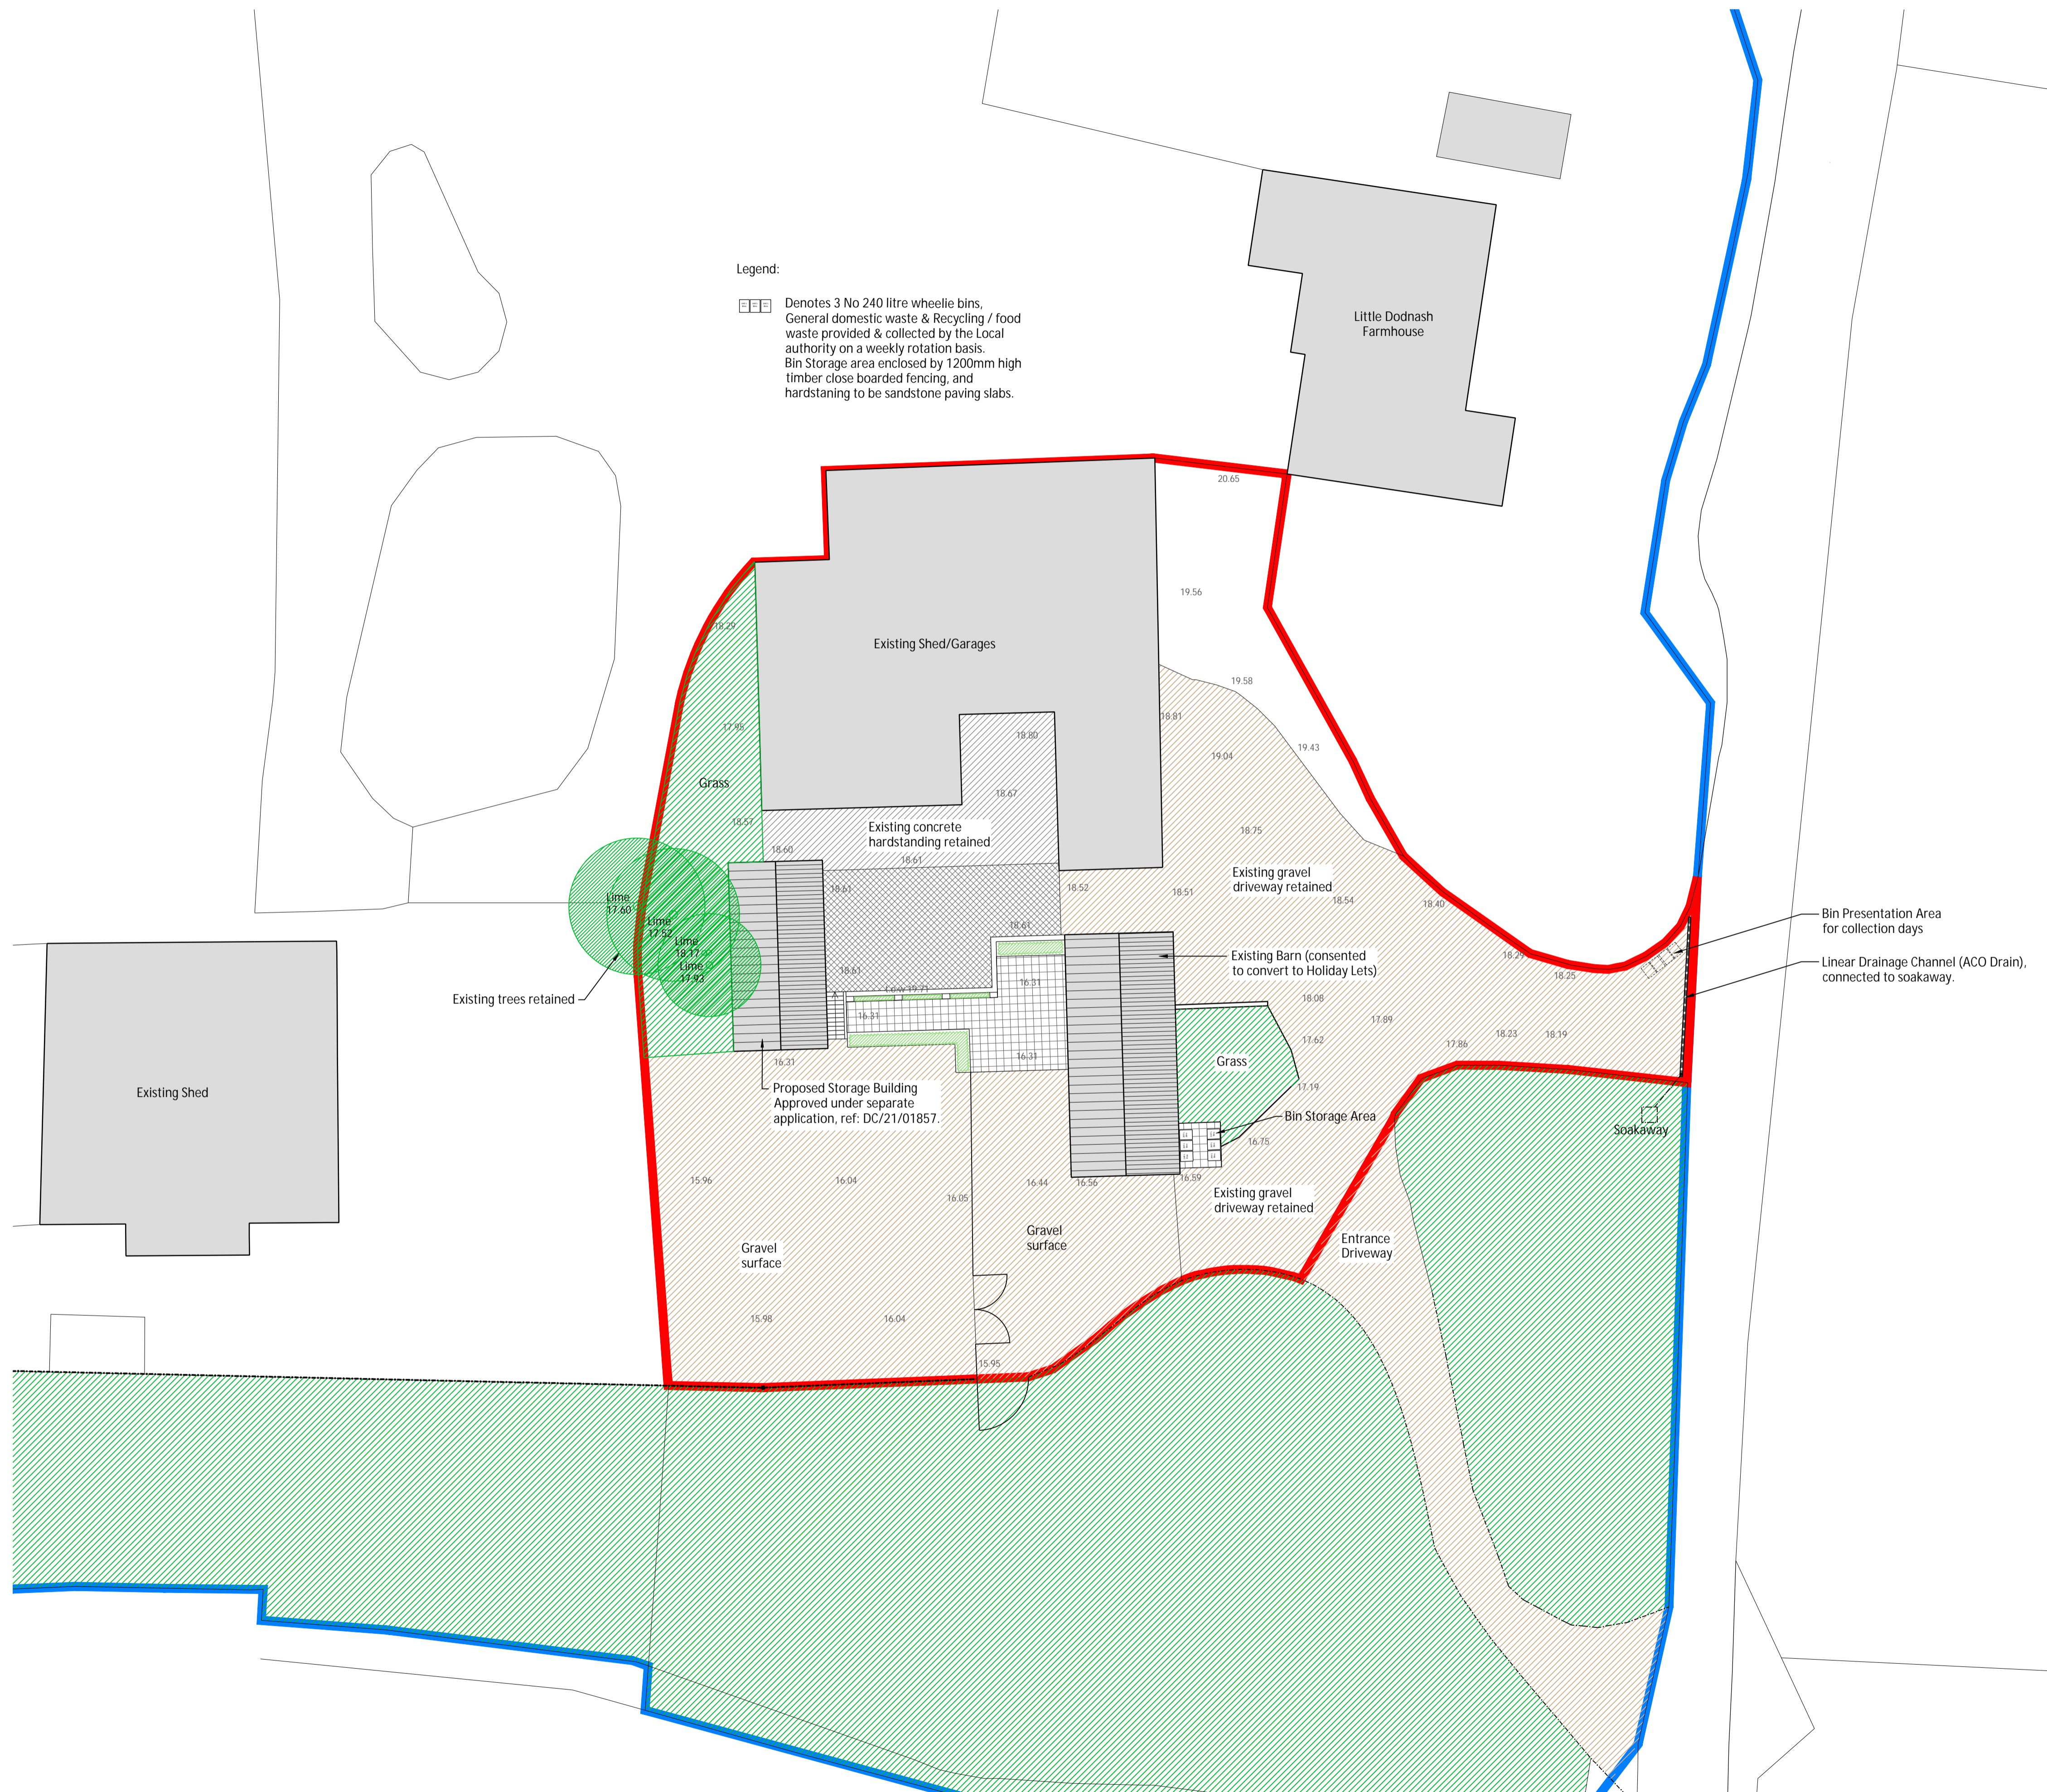 Legend:
Denotes 3 No 240 litre wheelie bins,
General domestic waste & Recycling / food
waste provided & collected by the Local
authority on a weekly rotation basis.
Bin Storage area enclosed by 1200mm high
timber close boarded fencing, and
hardstaning to be sandstone paving slabs.
Little Dodnash
Farmhouse
20.65
19.56
18.29
Existing Shed/Garages
19.58
18.81
17.95
18.80
19.43
19.04
Grass
18.67
18.57
Existing concrete
hardstanding retained
18.75
18.60
18.61
Existing gravel
driveway retained
18.61
18.52
18.51
18.54
18.40
Lime
17.60
Lime
17.52
18.61
Bin Presentation Area
for collection days
Lime
18.17
Lime
17.93
Existing Barn (consented
to convert to Holiday Lets)
18.29
18.25
Linear Drainage Channel (ACO Drain),
connected to soakaway.
18.61
16.31
Existing trees retained
18.08
16.31
17.89
17.62
17.86
18.23
18.19
16.31
16.31
Grass
Existing Shed
Proposed Storage Building
Approved under separate
application, ref: DC/21/01857.
17.19
Bin Storage Area
Soakaway
16.75
15.96
16.04
16.05
16.44
16.56
16.59
Existing gravel
driveway retained
Gravel
surface
Gravel
surface
Entrance
Driveway
15.98
16.04
15.95